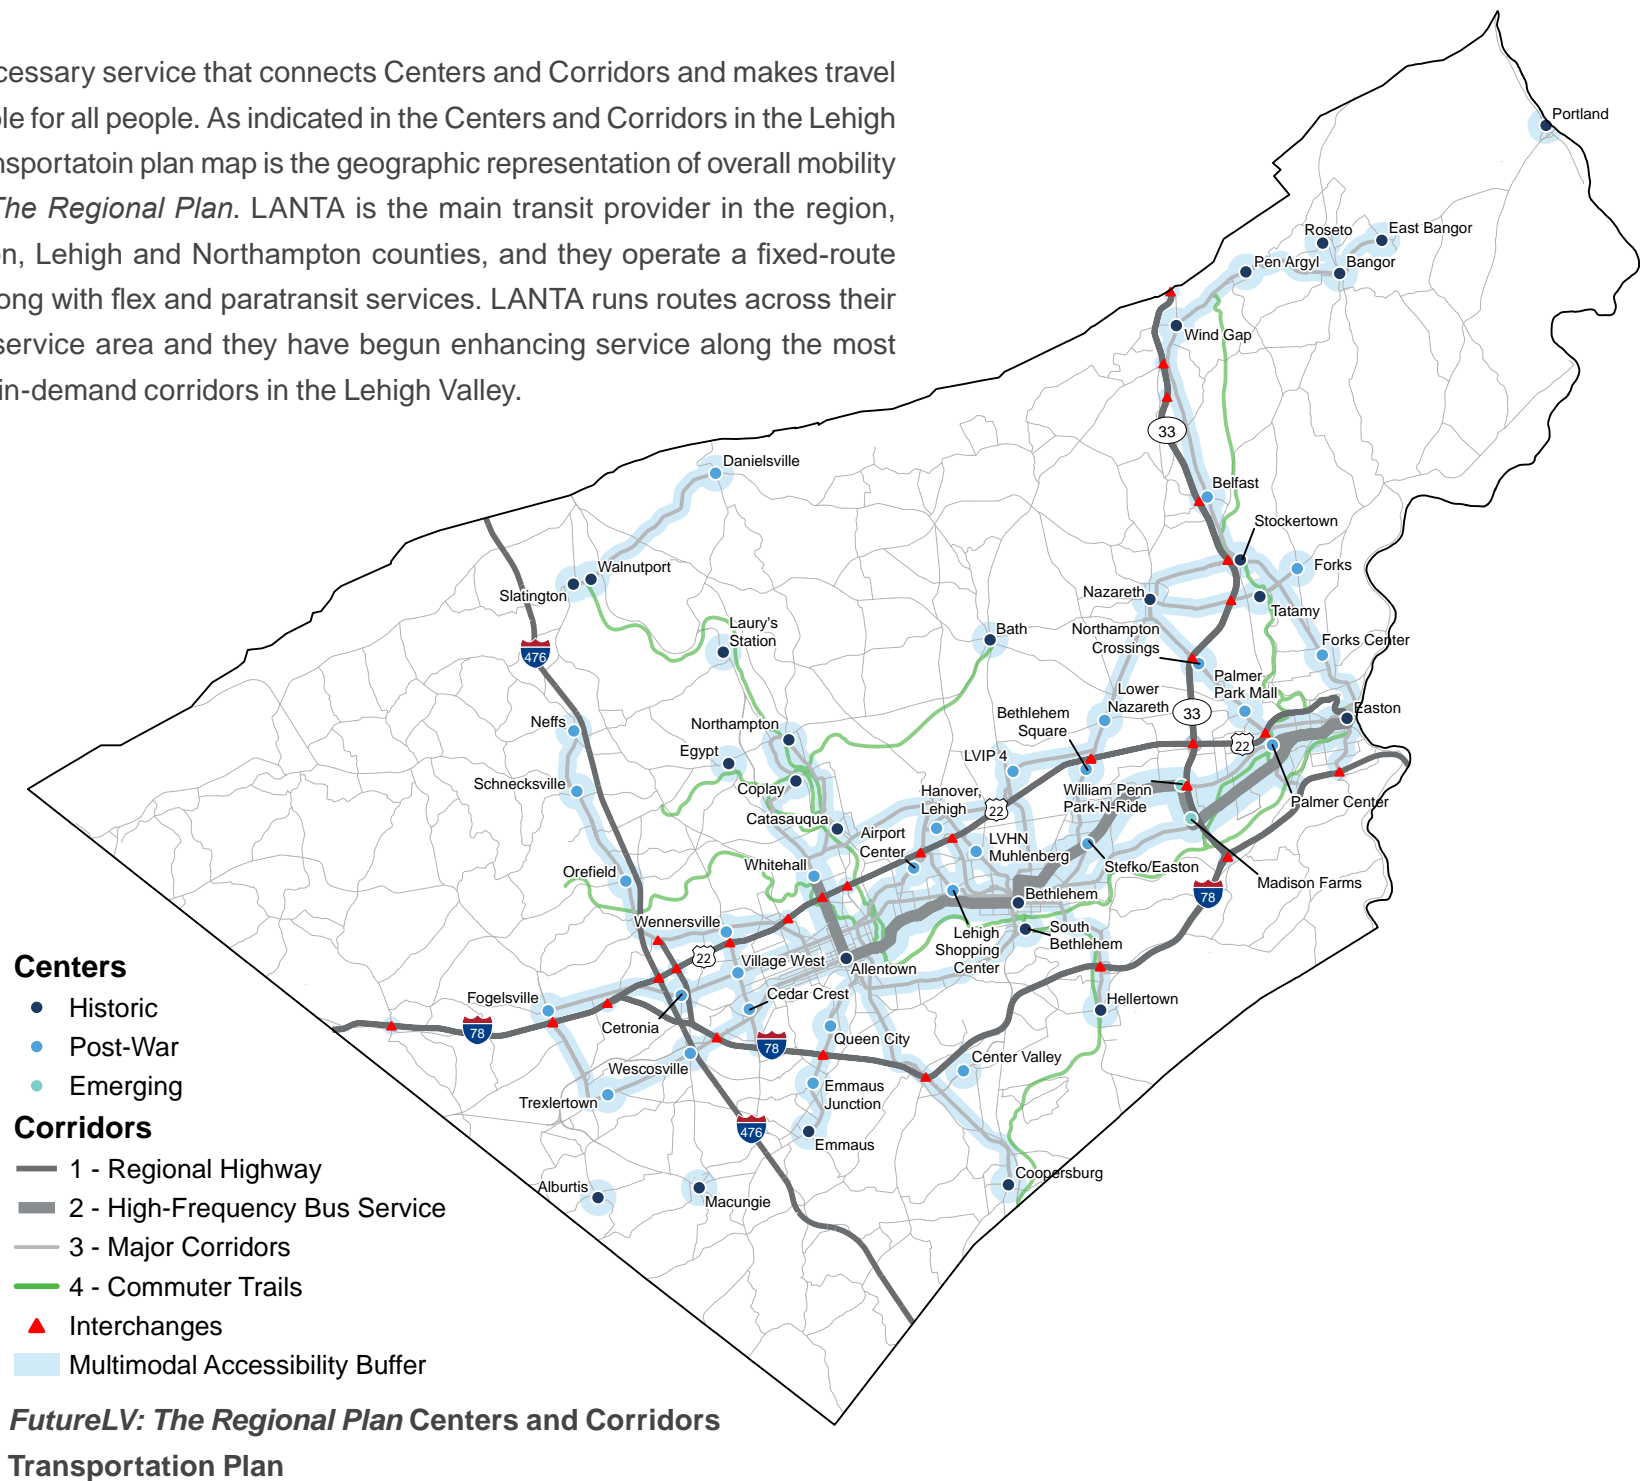 cessary service that connects Centers and Corridors and makes travel
ple for all people. As indicated in the Centers and Corridors in the Lehigh
nsportatoin plan map is the geographic representation of overall mobility
The Regional Plan. LANTA is the main transit provider in the region,
on, Lehigh and Northampton counties, and they operate a fixed-route
long with flex and paratransit services. LANTA runs routes across their
service area and they have begun enhancing service along the most
in-demand corridors in the Lehigh Valley.
Portland
Roseto
East Bangor
Pen Argyl
Bangor
Wind Gap
33
Danielsville
Belfast
Stockertown
Walnutport
Forks
Slatington
Nazareth
Tatamy
Laury's
Station
Bath
Northampton
Crossings
Forks Center
476
Palmer
Park Mall
Lower
Nazareth
Neffs
Northampton
Bethlehem
Square
33
Easton
Egypt
LVIP 4
22
Schnecksville
Coplay
Hanover,
Lehigh
William Penn
Park-N-Ride
Palmer Center
22
Catasauqua
Airport
Center
LVHN
Muhlenberg
Whitehall
Stefko/Easton
Orefield
Madison Farms
78
Bethlehem
Wennersville
Lehigh
Shopping
Center
South
Bethlehem
22
Village West
Allentown
Centers
Historic
Post-War
Emerging
Fogelsville
Cedar Crest
Hellertown
78
Cetronia
78
Queen City
Center Valley
Wescosville
Trexlertown
Emmaus
Junction
476
Emmaus
Coopersburg
Alburtis
Macungie
Corridors
1 - Regional Highway
2 - High-Frequency Bus Service
3 - Major Corridors
4 - Commuter Trails
Interchanges
Multimodal Accessibility Buffer
FutureLV: The Regional Plan Centers and Corridors
Transportation Plan